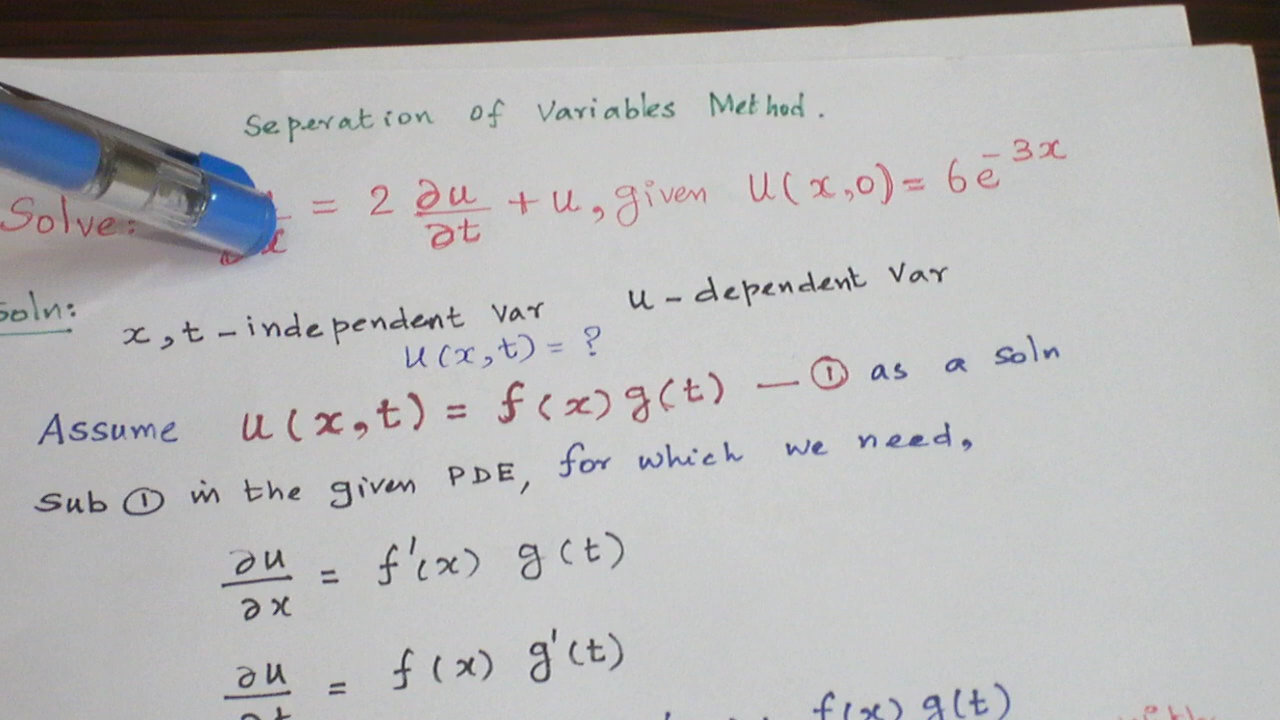 Seperation of Variables Method.
Solve: = 2 ∂u/∂t + u, given u(x,0) = 6e^{-3x}
Soln: x,t - independent var u - dependent var
u(x,t) = ?
Assume u(x,t) = f(x) g(t) — ① as a soln
Sub ① in the given PDE, for which we need,
∂u/∂x = f'(x) g(t)
∂u/∂t = f(x) g'(t)
f(x) g(t)